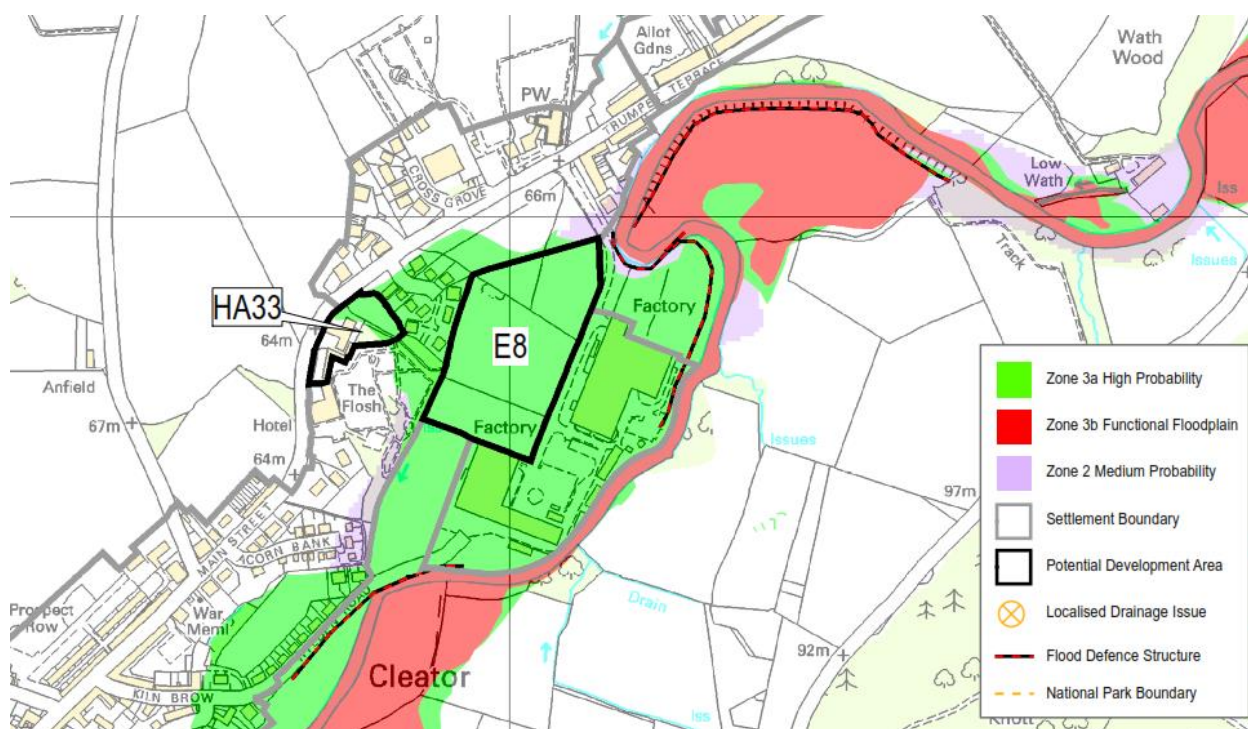 Allot
Gdns
Wath
Wood
PW
TRUMPET TERRACE
CROSS GROVE
66m
Low
Wath
Iss
Issues
Track
HA33
64m
E8
Factory
Anfield
The
Flosh
Hotel
67m
Factory
Issues
64m
97m
MAIN STREET
ACORN BANK
Prospect
Row
War
Meml
Drain
92m
Cleator
KILN BROW
Iss
Knott
Zone 3a High Probability
Zone 3b Functional Floodplain
Zone 2 Medium Probability
Settlement Boundary
Potential Development Area
Localised Drainage Issue
Flood Defence Structure
National Park Boundary